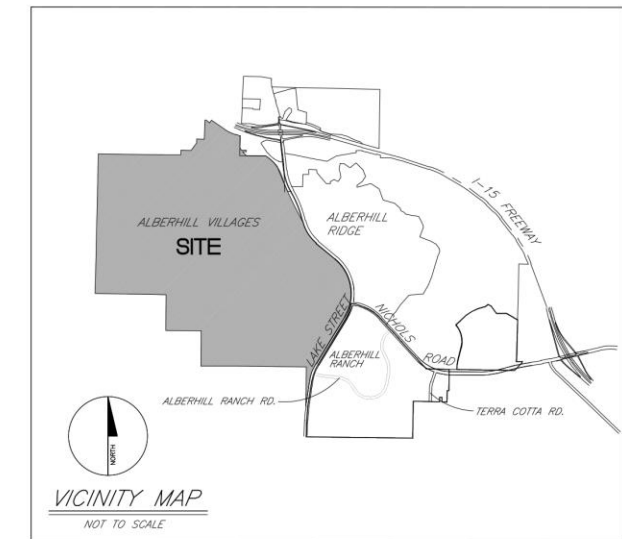 I-15 FREEWAY
ALBERHILL VILLAGES
SITE
ALBERHILL
RIDGE
LAKE STREET
NICHOLS
ROAD
ALBERHILL
RANCH
ALBERHILL RANCH RD.
TERRA COTTA RD.
NORTH
VICINITY MAP
NOT TO SCALE